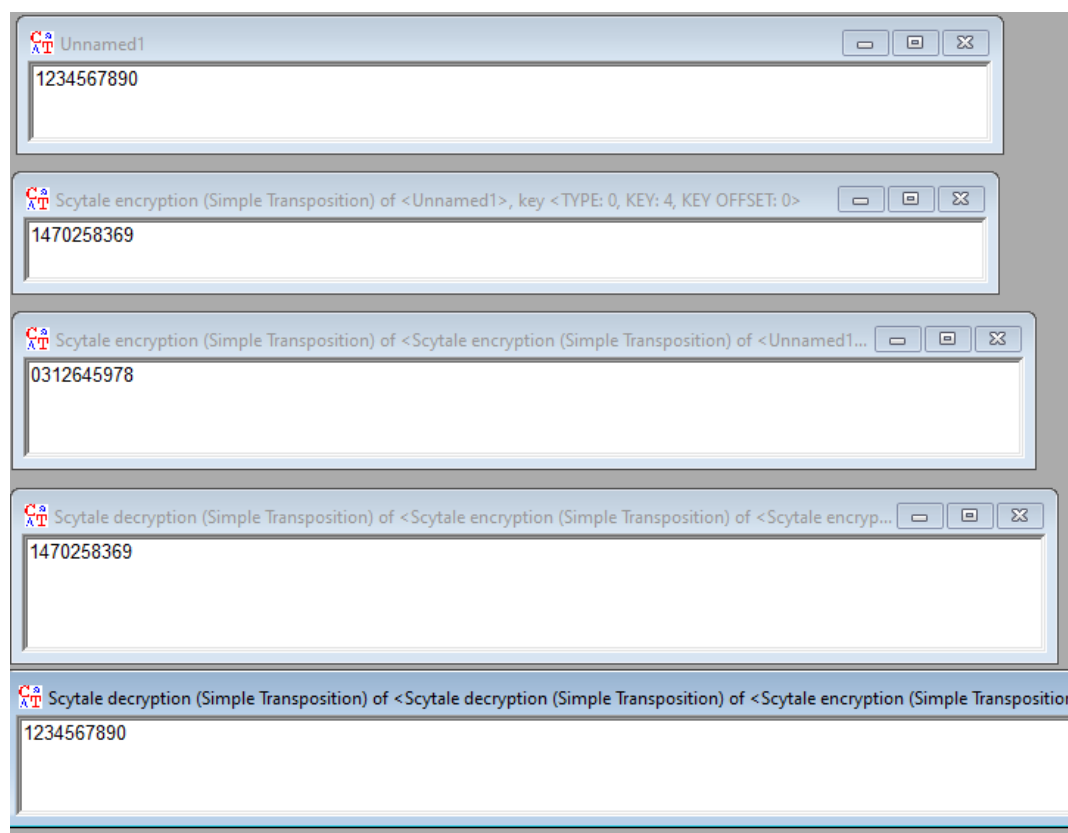 Unnamed1
1234567890
Scytale encryption (Simple Transposition) of <Unnamed1>, key <TYPE: 0, KEY: 4, KEY OFFSET: 0>
1470258369
Scytale encryption (Simple Transposition) of <Scytale encryption (Simple Transposition) of <Unnamed1...
0312645978
Scytale decryption (Simple Transposition) of <Scytale encryption (Simple Transposition) of <Scytale encryp...
1470258369
Scytale decryption (Simple Transposition) of <Scytale decryption (Simple Transposition) of <Scytale encryption (Simple Transposition
1234567890